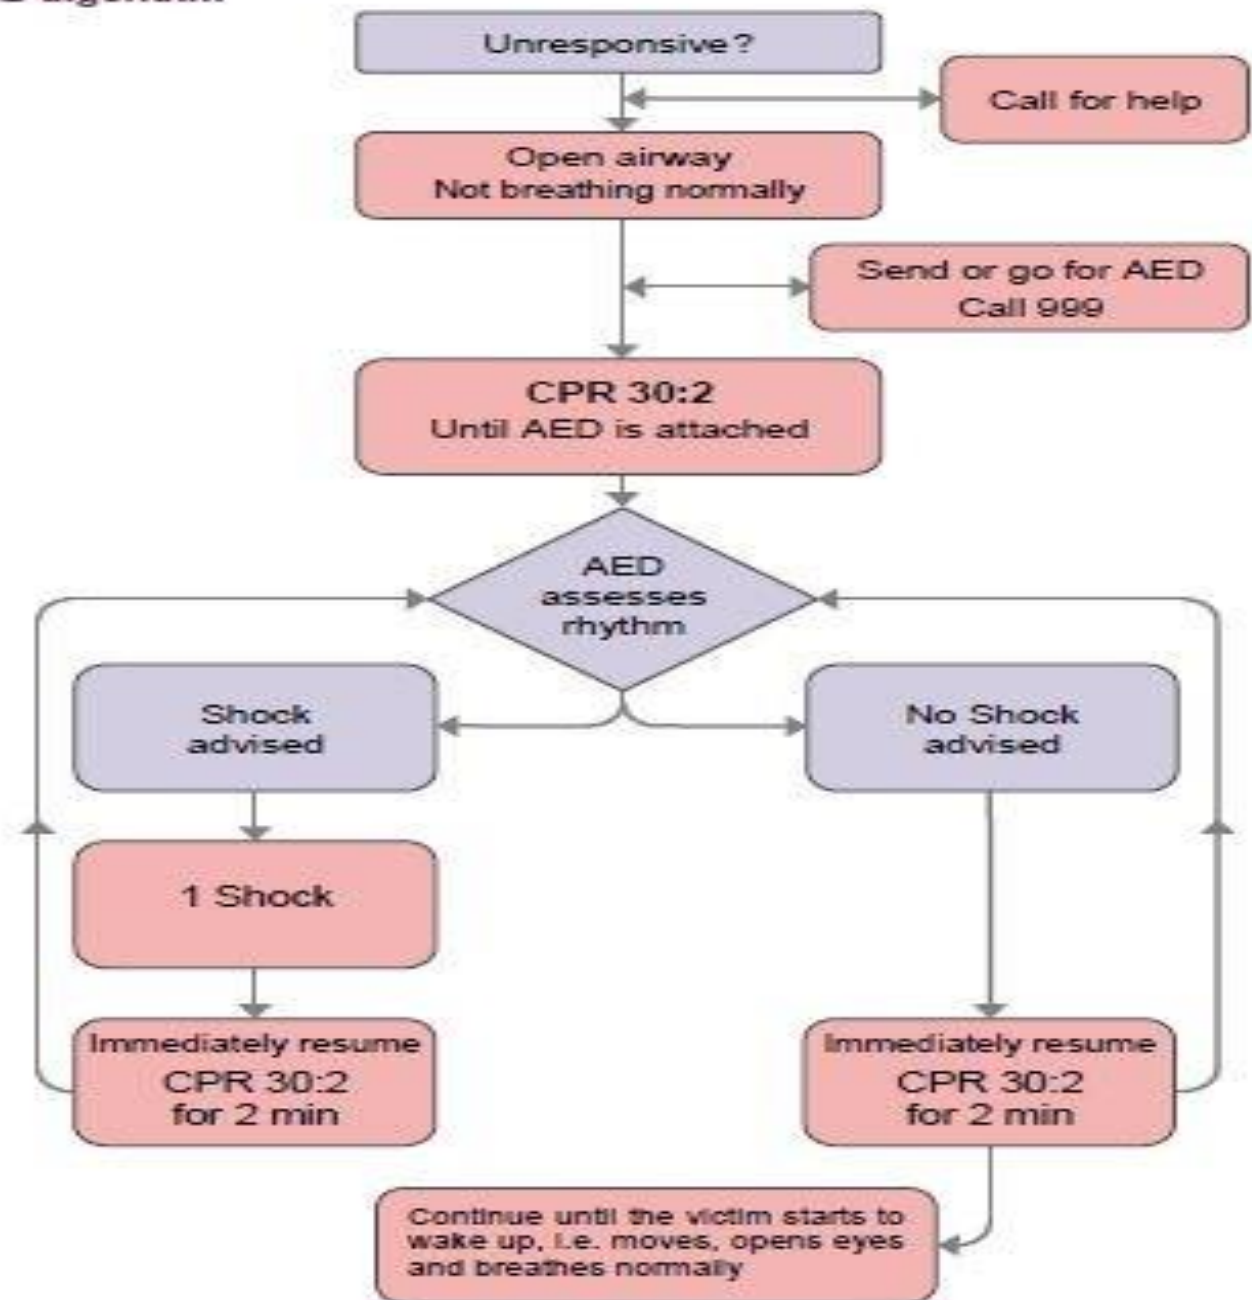 algorithm
Unresponsive?
Call for help
Open airway
Not breathing normally
Send or go for AED
Call 999
CPR 30:2
Until AED is attached
AED
assesses
rhythm
Shock
advised
No Shock
advised
1 Shock
Immediately resume
CPR 30:2
for 2 min
Immediately resume
CPR 30:2
for 2 min
Continue until the victim starts to
wake up, i.e. moves, opens eyes
and breathes normally